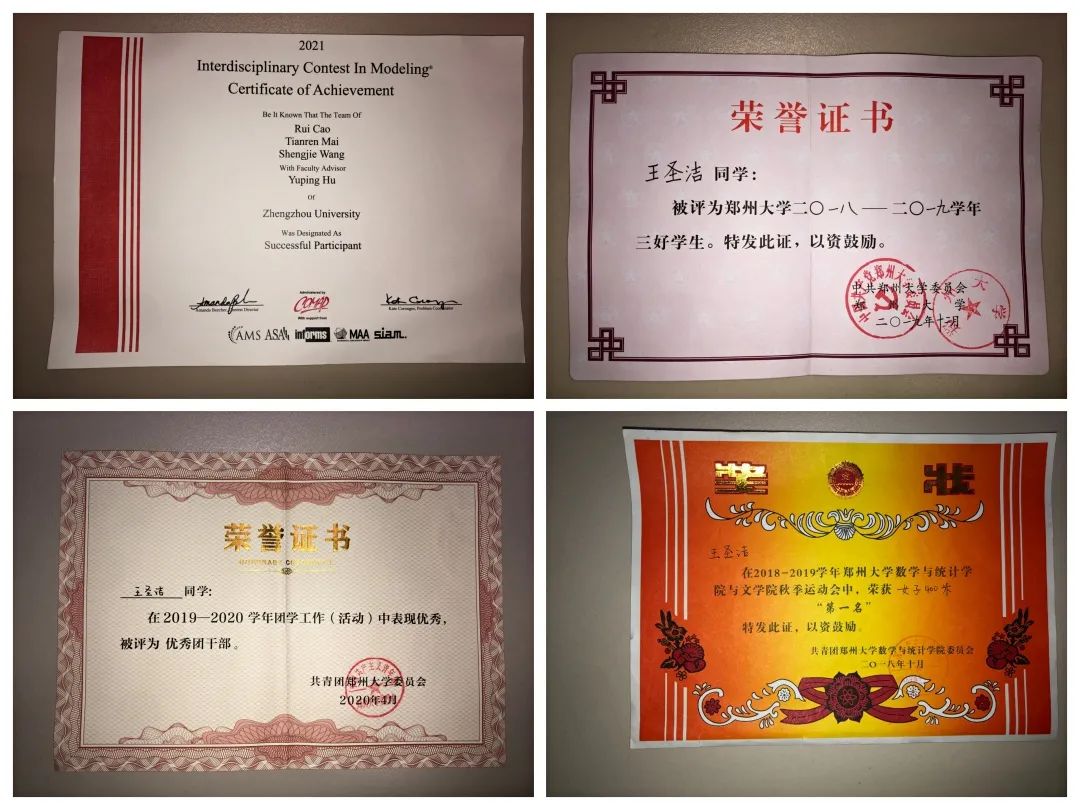 2021
Interdisciplinary Contest In Modeling®
Certificate of Achievement
Be It Known That The Team Of
Rui Cao
Tianren Mai
Shengjie Wang
With Faculty Advisor
Yuping Hu
Of
Zhengzhou University
Was Designated As
Successful Participant
Administered by
COMAP
With support from
AMS ASA informs MAA siam.
荣誉证书
王圣洁 同学:
被评为郑州大学二〇一八——二〇一九学年
三好学生。特发此证,以资鼓励。
中共郑州大学委员会
郑州大学
二〇一九年十二月
荣誉证书
王圣洁 同学:
在2019—2020学年团学工作(活动)中表现优秀,
被评为 优秀团干部。
共青团郑州大学委员会
2020年4月
奖状
王圣洁
在2018-2019学年郑州大学数学与统计学
院与文学院秋季运动会中,荣获 女子400米
“第一名”
特发此证,以资鼓励。
共青团郑州大学数学与统计学院委员会
二〇一八年十月